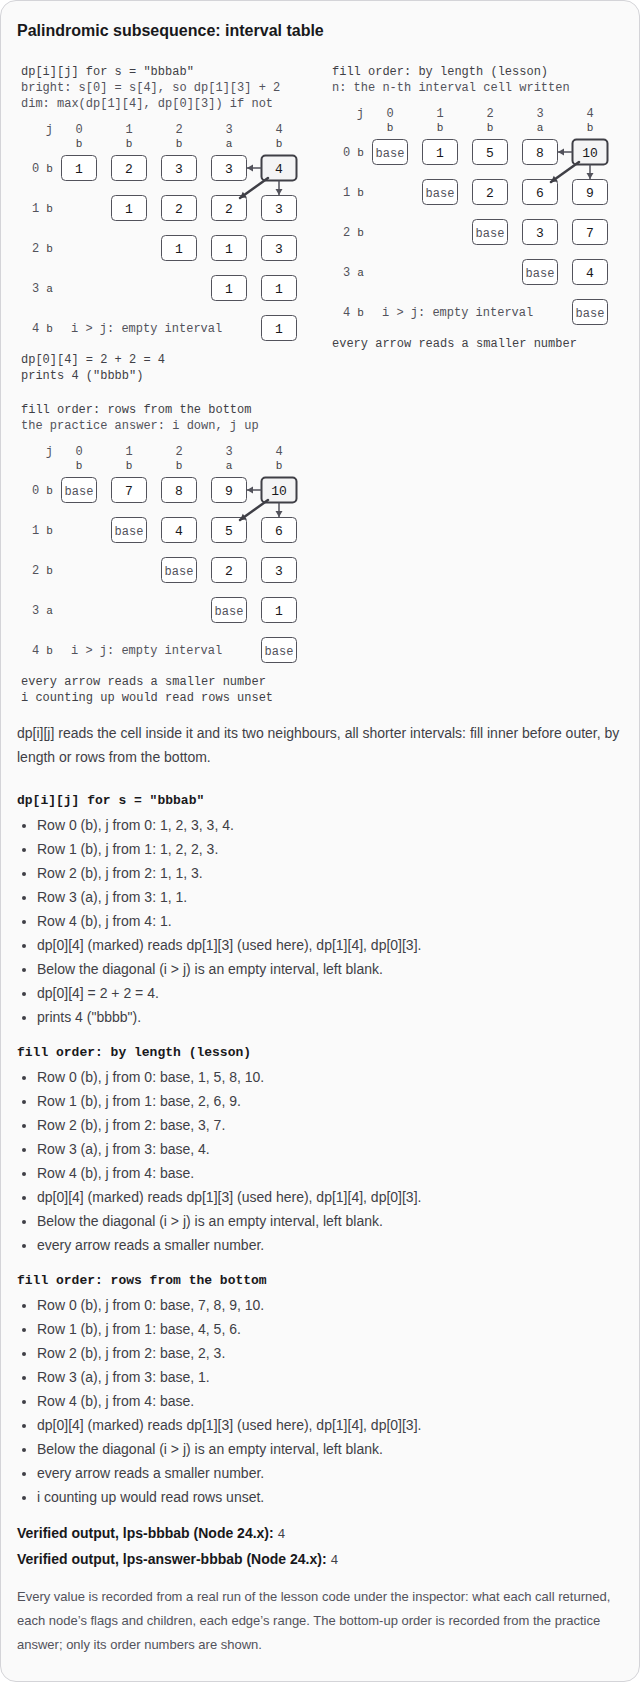 Palindromic subsequence: interval table
dp[i][j] for s = "bbbab"
bright: s[0] = s[4], so dp[1][3] + 2
dim: max(dp[1][4], dp[0][3]) if not
j 0 1 2 3 4
b b b a b
0 b 1 2 3 3 4
1 b 1 2 2 3
2 b 1 1 3
3 a 1 1
4 b i > j: empty interval 1
dp[0][4] = 2 + 2 = 4
prints 4 ("bbbb")
fill order: by length (lesson)
n: the n-th interval cell written
j 0 1 2 3 4
b b b a b
0 b base 1 5 8 10
1 b base 2 6 9
2 b base 3 7
3 a base 4
4 b i > j: empty interval base
every arrow reads a smaller number
fill order: rows from the bottom
the practice answer: i down, j up
j 0 1 2 3 4
b b b a b
0 b base 7 8 9 10
1 b base 4 5 6
2 b base 2 3
3 a base 1
4 b i > j: empty interval base
every arrow reads a smaller number
i counting up would read rows unset
dp[i][j] reads the cell inside it and its two neighbours, all shorter intervals: fill inner before outer, by
length or rows from the bottom.
dp[i][j] for s = "bbbab"
• Row 0 (b), j from 0: 1, 2, 3, 3, 4.
• Row 1 (b), j from 1: 1, 2, 2, 3.
• Row 2 (b), j from 2: 1, 1, 3.
• Row 3 (a), j from 3: 1, 1.
• Row 4 (b), j from 4: 1.
• dp[0][4] (marked) reads dp[1][3] (used here), dp[1][4], dp[0][3].
• Below the diagonal (i > j) is an empty interval, left blank.
• dp[0][4] = 2 + 2 = 4.
• prints 4 ("bbbb").
fill order: by length (lesson)
• Row 0 (b), j from 0: base, 1, 5, 8, 10.
• Row 1 (b), j from 1: base, 2, 6, 9.
• Row 2 (b), j from 2: base, 3, 7.
• Row 3 (a), j from 3: base, 4.
• Row 4 (b), j from 4: base.
• dp[0][4] (marked) reads dp[1][3] (used here), dp[1][4], dp[0][3].
• Below the diagonal (i > j) is an empty interval, left blank.
• every arrow reads a smaller number.
fill order: rows from the bottom
• Row 0 (b), j from 0: base, 7, 8, 9, 10.
• Row 1 (b), j from 1: base, 4, 5, 6.
• Row 2 (b), j from 2: base, 2, 3.
• Row 3 (a), j from 3: base, 1.
• Row 4 (b), j from 4: base.
• dp[0][4] (marked) reads dp[1][3] (used here), dp[1][4], dp[0][3].
• Below the diagonal (i > j) is an empty interval, left blank.
• every arrow reads a smaller number.
• i counting up would read rows unset.
Verified output, lps-bbbab (Node 24.x): 4
Verified output, lps-answer-bbbab (Node 24.x): 4
Every value is recorded from a real run of the lesson code under the inspector: what each call returned,
each node’s flags and children, each edge’s range. The bottom-up order is recorded from the practice
answer; only its order numbers are shown.